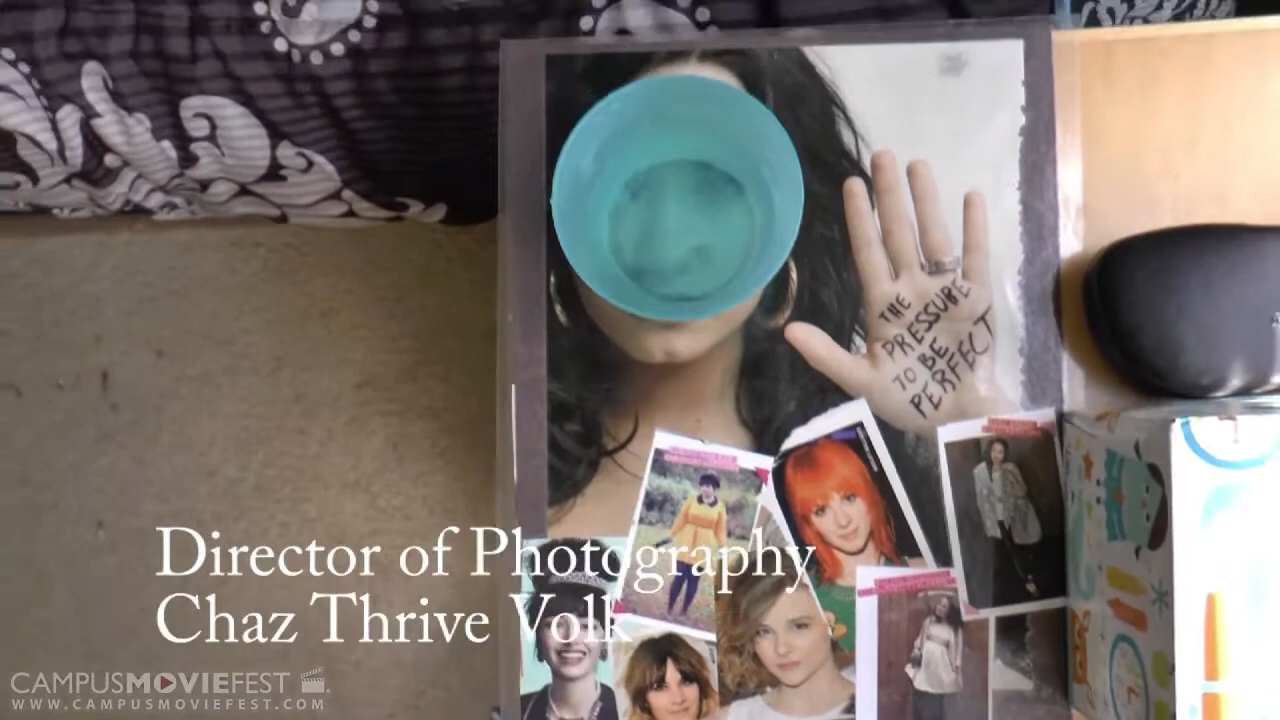 THE
PRESSURE
TO BE
PERFECT
Director of Photography
Chaz Thrive Volk
CAMPUSMOVIEFEST
WWW.CAMPUSMOVIEFEST.COM